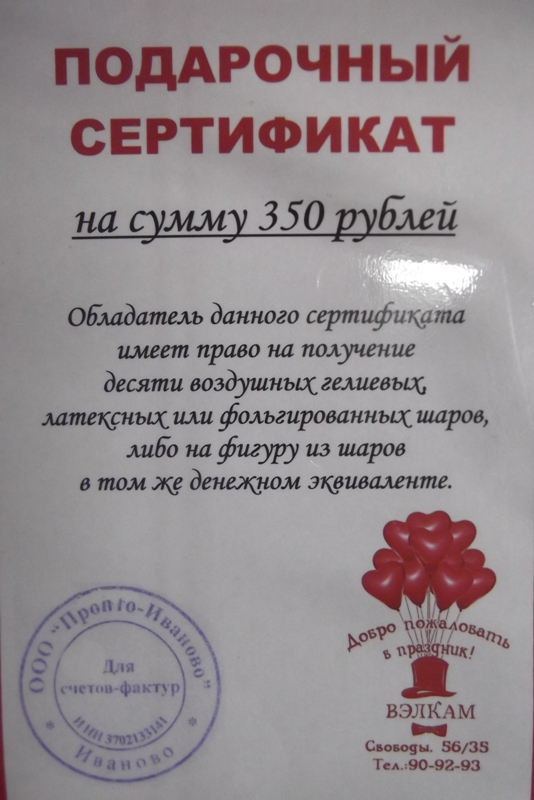 ПОДАРОЧНЫЙ
СЕРТИФИКАТ
на сумму 350 рублей
Обладатель данного сертификата
имеет право на получение
десяти воздушных гелиевых,
латексных или фольгированных шаров,
либо на фигуру из шаров
в том же денежном эквиваленте.
ООО "Пронто-Иваново"
Для
счетов-фактур
ИНН 3702133141
* Иваново *
Добро пожаловать
в праздник!
ВЭЛКАМ
Свободы. 56/35
Тел.:90-92-93